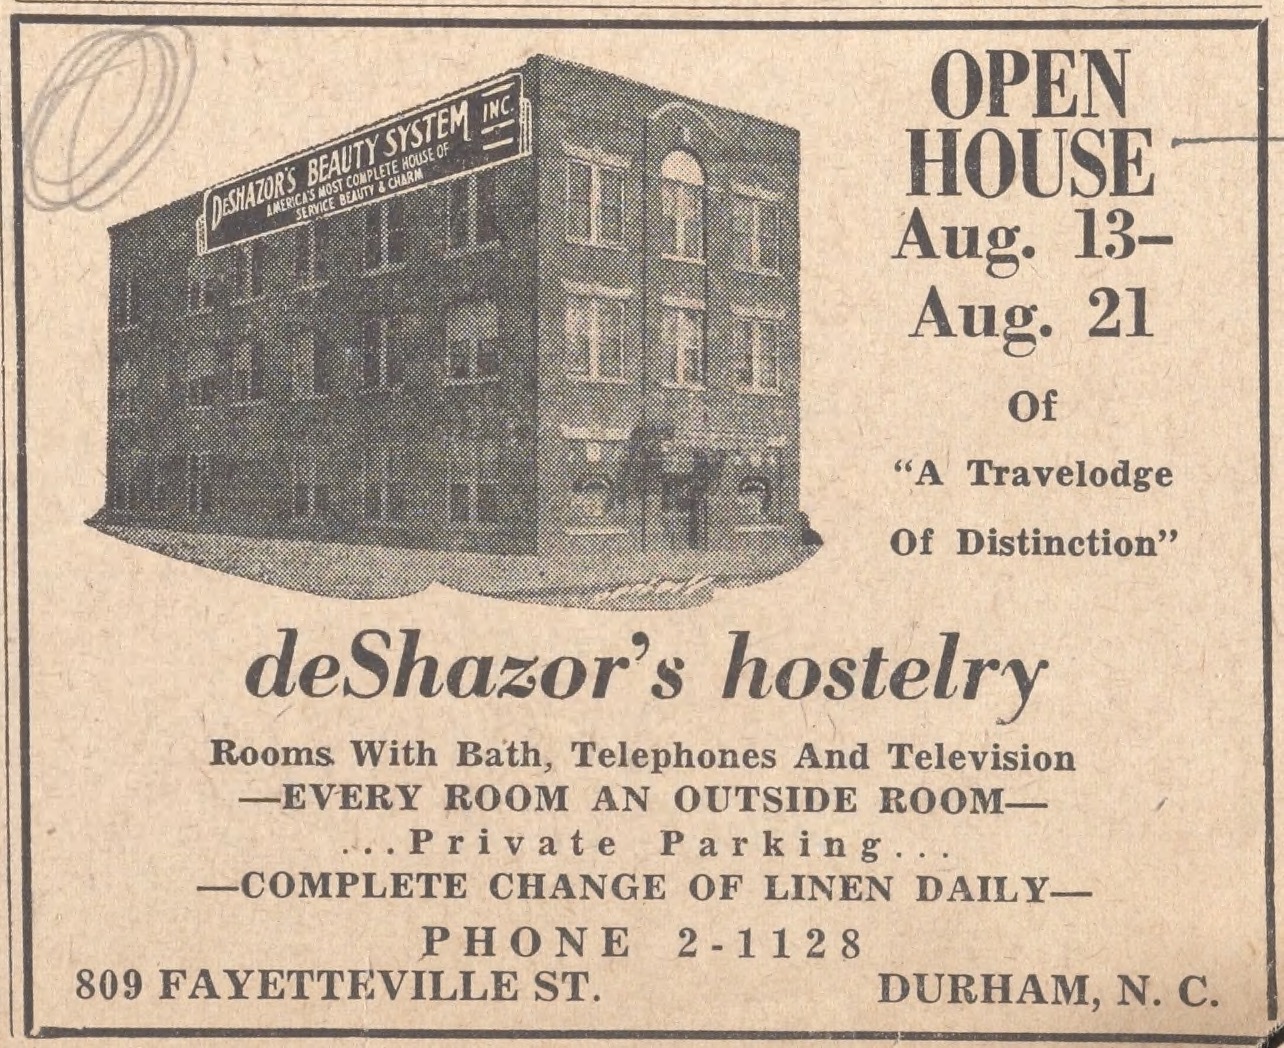 DESHAZOR'S BEAUTY SYSTEM INC.
AMERICA'S MOST COMPLETE HOUSE OF
SERVICE BEAUTY & CHARM
OPEN
HOUSE
Aug. 13–
Aug. 21
Of
“A Travelodge
Of Distinction”
deShazor's hostelry
Rooms With Bath, Telephones And Television
—EVERY ROOM AN OUTSIDE ROOM—
...Private Parking...
—COMPLETE CHANGE OF LINEN DAILY—
PHONE 2-1128
809 FAYETTEVILLE ST. DURHAM, N. C.